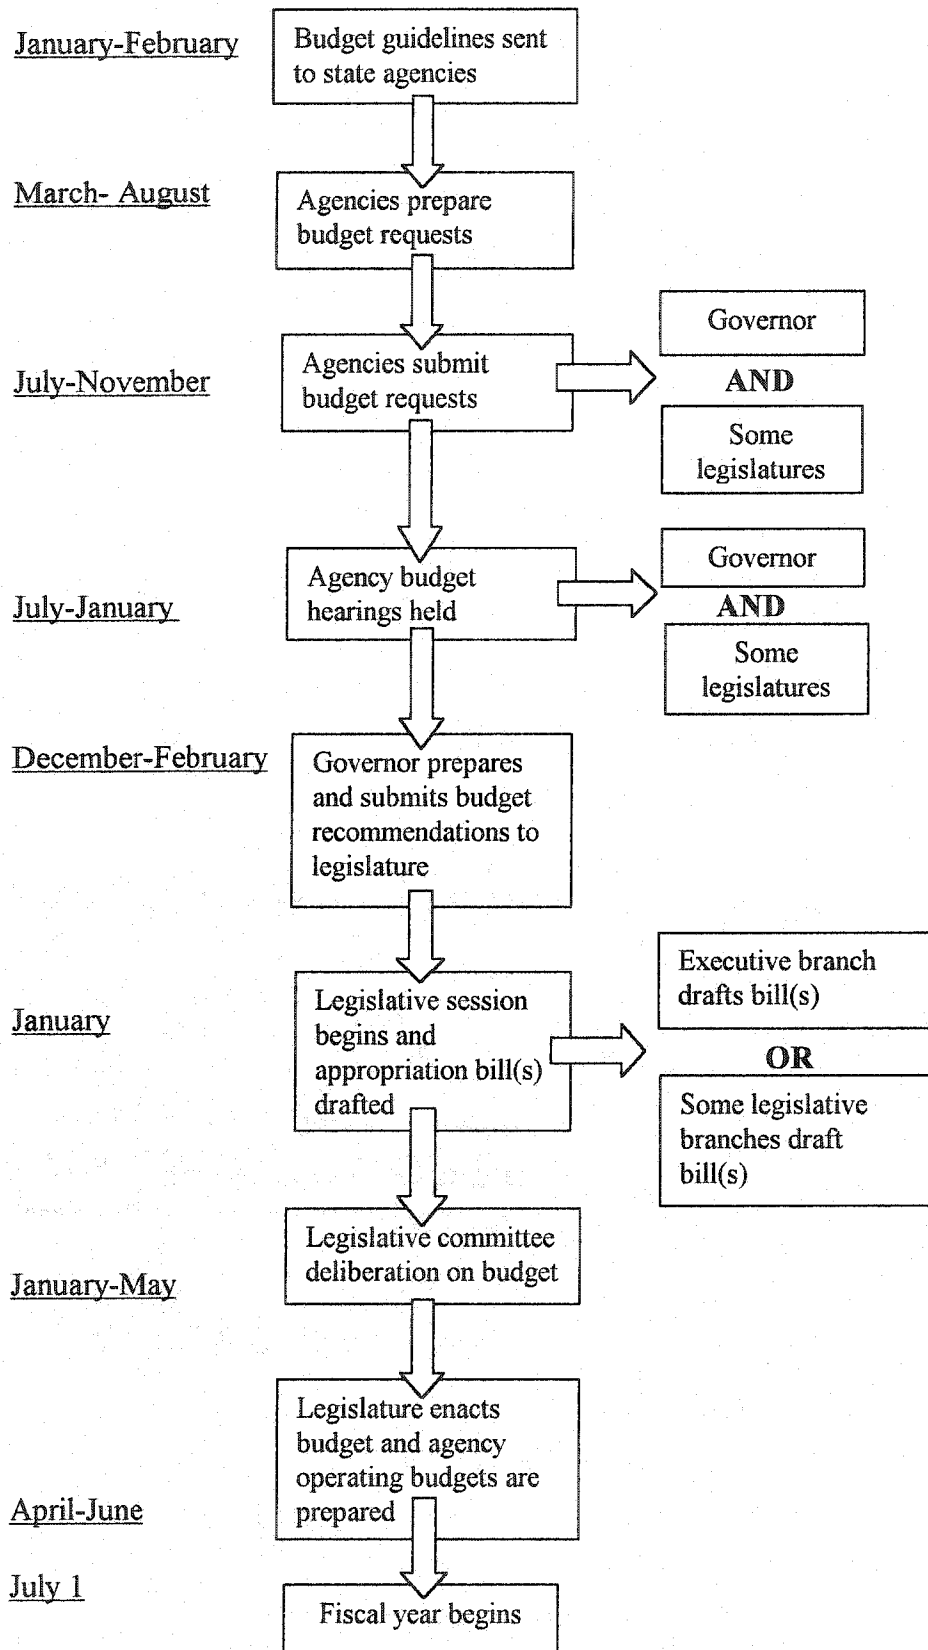 January-February
Budget guidelines sent
to state agencies
March- August
Agencies prepare
budget requests
July-November
Agencies submit
budget requests
Governor
AND
Some
legislatures
July-January
Agency budget
hearings held
Governor
AND
Some
legislatures
December-February
Governor prepares
and submits budget
recommendations to
legislature
January
Legislative session
begins and
appropriation bill(s)
drafted
Executive branch
drafts bill(s)
OR
Some legislative
branches draft
bill(s)
January-May
Legislative committee
deliberation on budget
April-June
Legislature enacts
budget and agency
operating budgets are
prepared
July 1
Fiscal year begins